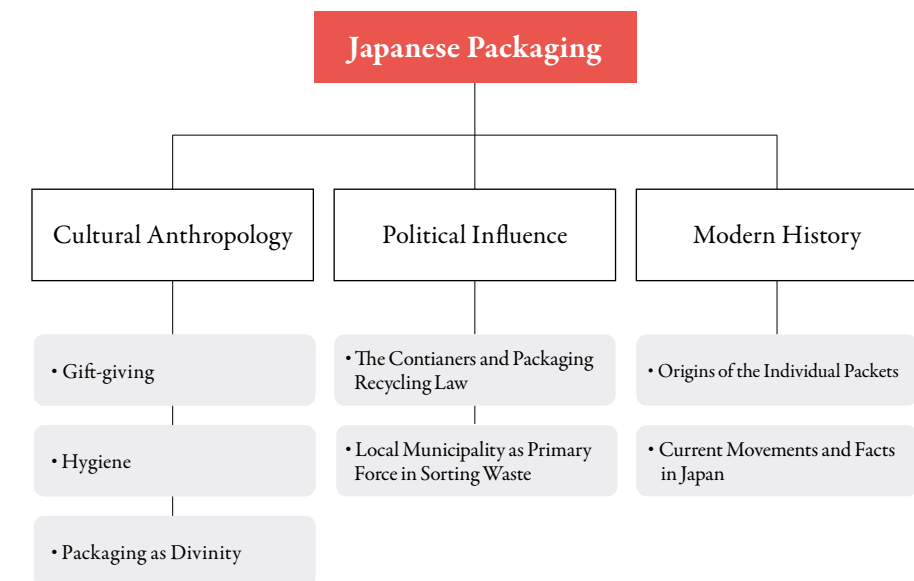 Japanese Packaging
Cultural Anthropology
Political Influence
Modern History
• Gift-giving
• Hygiene
• Packaging as Divinity
• The Contianers and Packaging
Recycling Law
• Local Municipality as Primary
Force in Sorting Waste
• Origins of the Individual Packets
• Current Movements and Facts
in Japan